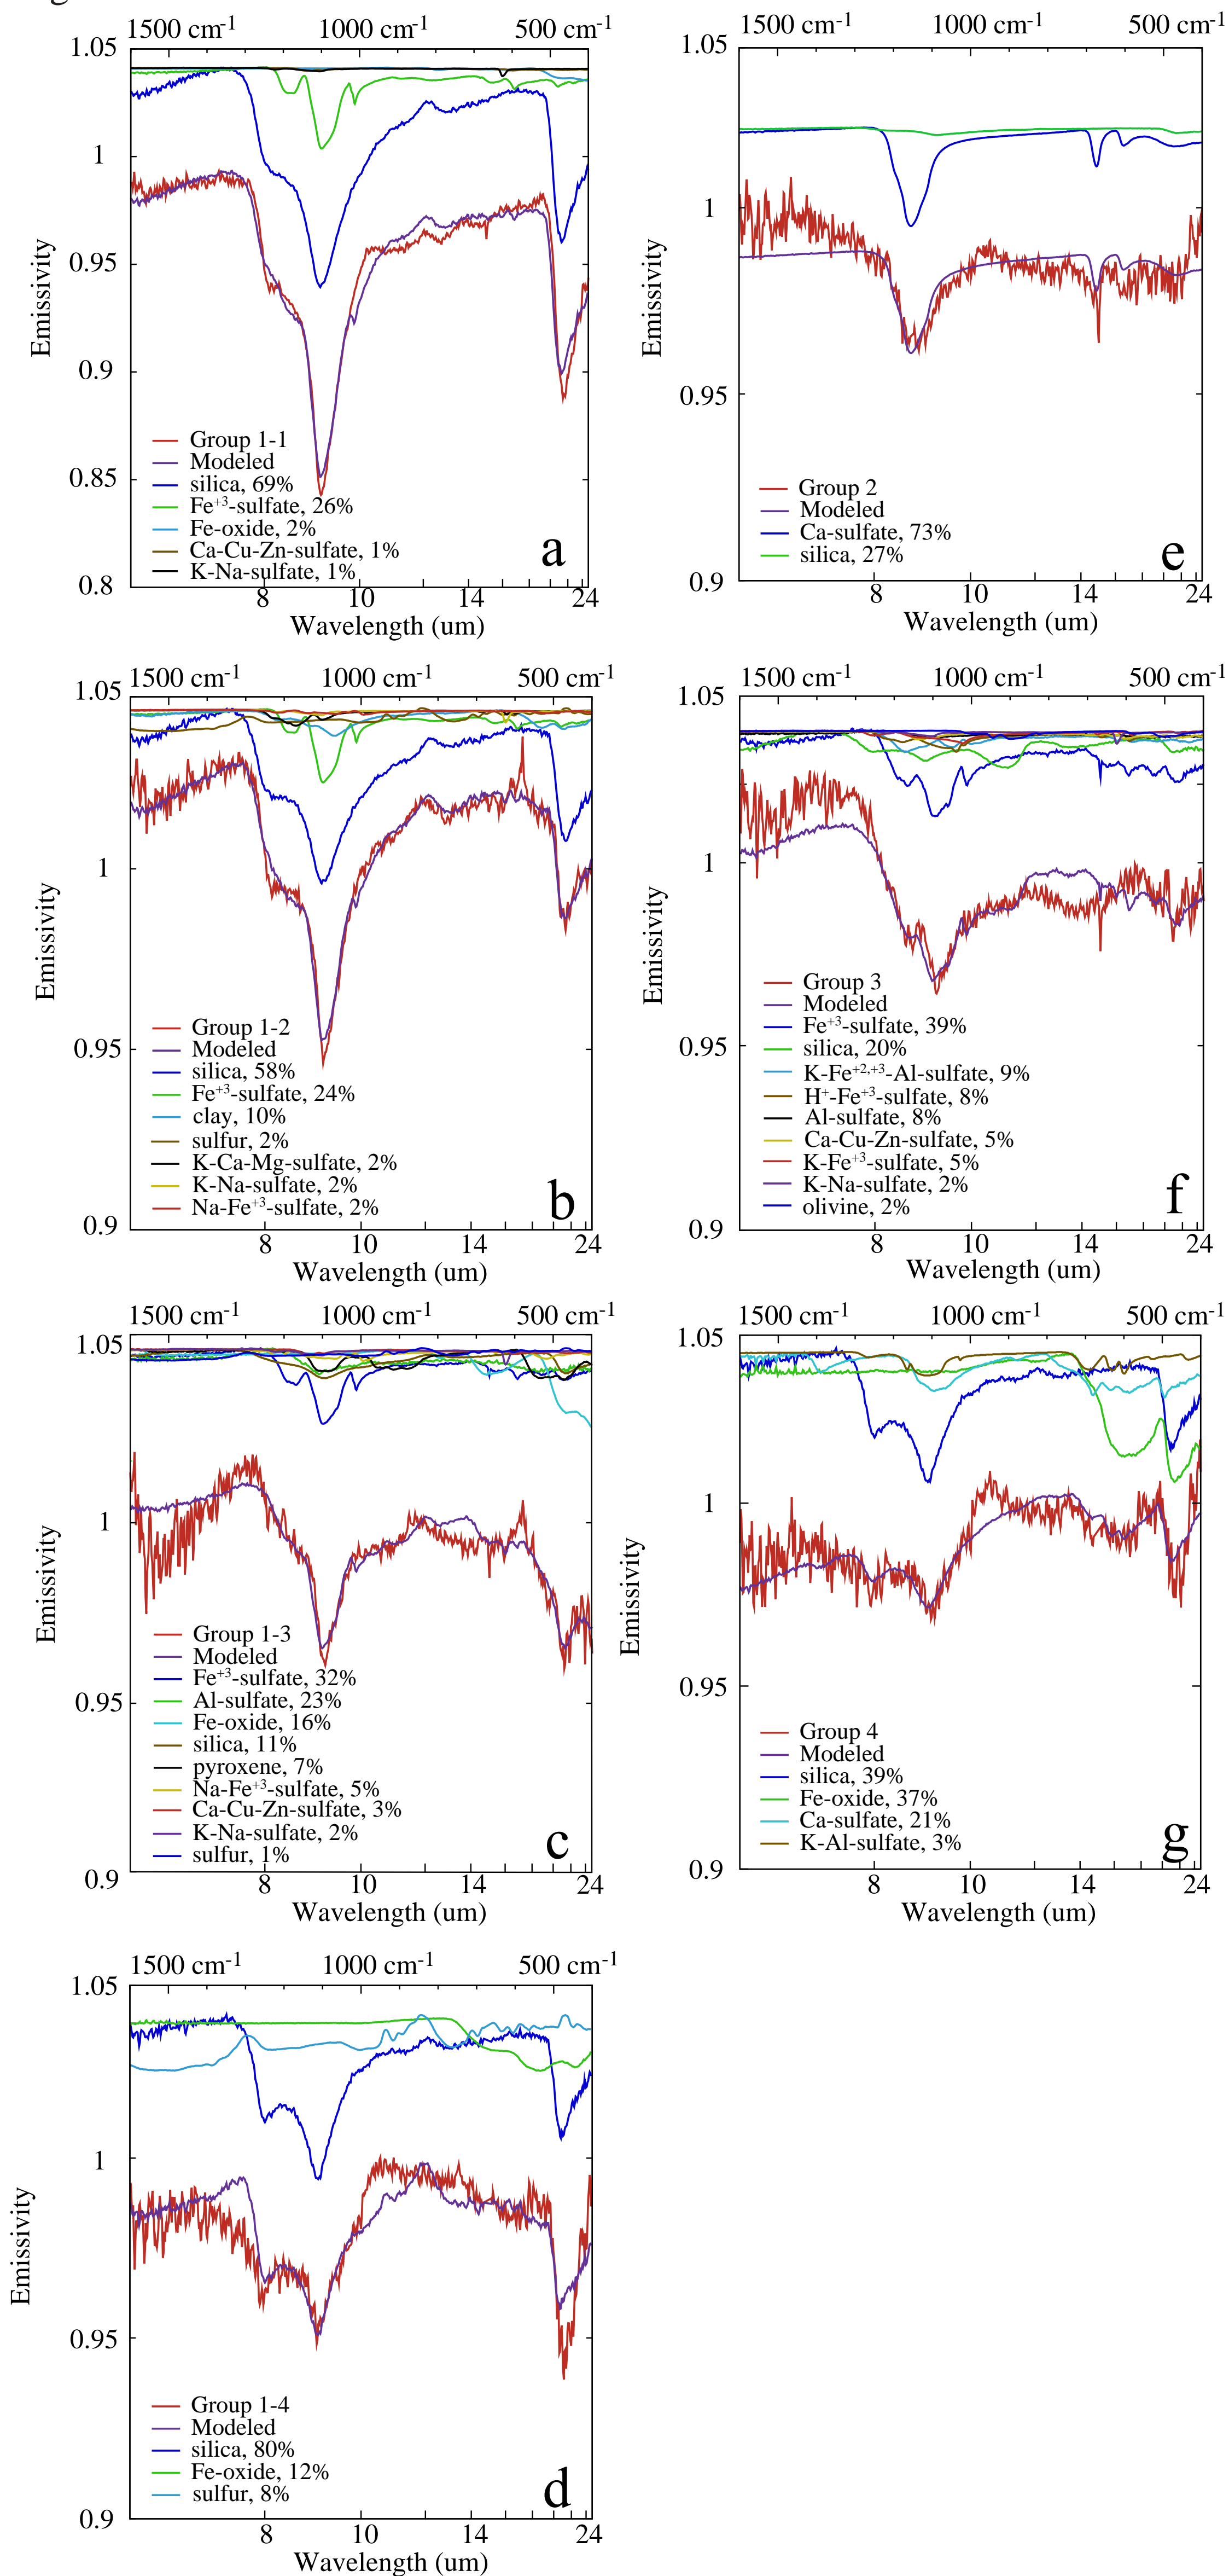 1500 cm-1 1000 cm-1 500 cm-1
1.05
1
0.95
0.9
0.85
0.8
Emissivity
Group 1-1
Modeled
silica, 69%
Fe+3-sulfate, 26%
Fe-oxide, 2%
Ca-Cu-Zn-sulfate, 1%
K-Na-sulfate, 1%
a
8 10 14 24
Wavelength (um)
1500 cm-1 1000 cm-1 500 cm-1
1.05
1
0.95
0.9
Emissivity
Group 2
Modeled
Ca-sulfate, 73%
silica, 27%
e
8 10 14 24
Wavelength (um)
1500 cm-1 1000 cm-1 500 cm-1
1.05
1
0.95
0.9
Emissivity
Group 1-2
Modeled
silica, 58%
Fe+3-sulfate, 24%
clay, 10%
sulfur, 2%
K-Ca-Mg-sulfate, 2%
K-Na-sulfate, 2%
Na-Fe+3-sulfate, 2%
b
8 10 14 24
Wavelength (um)
1500 cm-1 1000 cm-1 500 cm-1
1.05
1
0.95
0.9
Emissivity
Group 3
Modeled
Fe+3-sulfate, 39%
silica, 20%
K-Fe+2,+3-Al-sulfate, 9%
H+-Fe+3-sulfate, 8%
Al-sulfate, 8%
Ca-Cu-Zn-sulfate, 5%
K-Fe+3-sulfate, 5%
K-Na-sulfate, 2%
olivine, 2%
f
8 10 14 24
Wavelength (um)
1500 cm-1 1000 cm-1 500 cm-1
1.05
1
0.95
0.9
Emissivity
Group 1-3
Modeled
Fe+3-sulfate, 32%
Al-sulfate, 23%
Fe-oxide, 16%
silica, 11%
pyroxene, 7%
Na-Fe+3-sulfate, 5%
Ca-Cu-Zn-sulfate, 3%
K-Na-sulfate, 2%
sulfur, 1%
c
8 10 14 24
Wavelength (um)
1500 cm-1 1000 cm-1 500 cm-1
1.05
1
0.95
0.9
Emissivity
Group 4
Modeled
silica, 39%
Fe-oxide, 37%
Ca-sulfate, 21%
K-Al-sulfate, 3%
g
8 10 14 24
Wavelength (um)
1500 cm-1 1000 cm-1 500 cm-1
1.05
1
0.95
0.9
Emissivity
Group 1-4
Modeled
silica, 80%
Fe-oxide, 12%
sulfur, 8%
d
8 10 14 24
Wavelength (um)